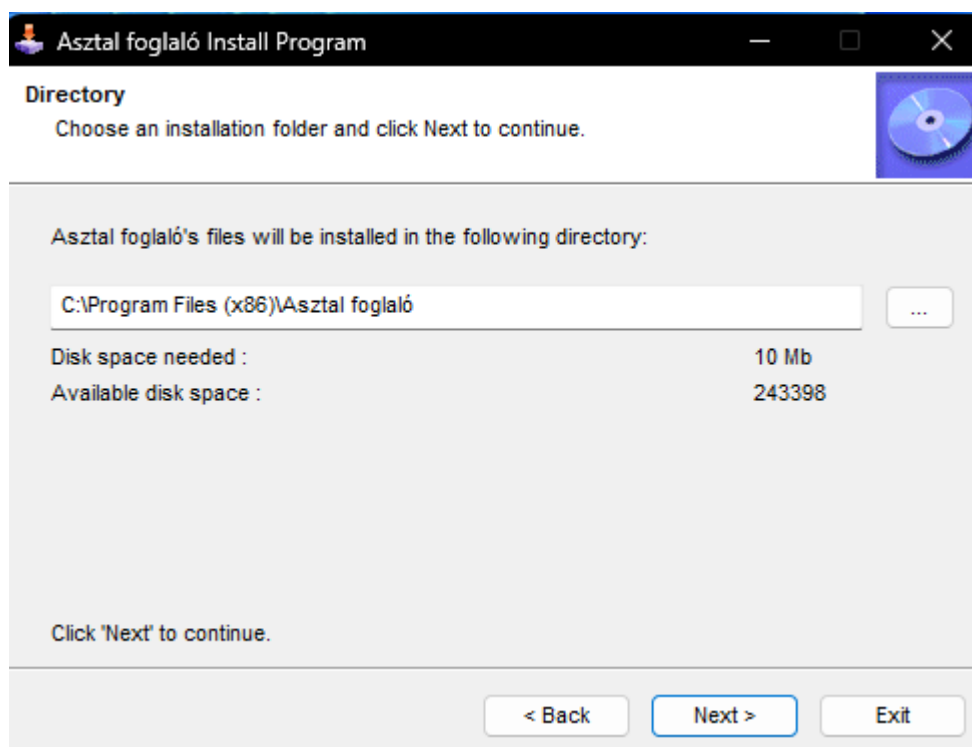 Asztal foglaló Install Program
Directory
Choose an installation folder and click Next to continue.
Asztal foglaló's files will be installed in the following directory:
C:\Program Files (x86)\Asztal foglaló
...
Disk space needed : 10 Mb
Available disk space : 243398
Click 'Next' to continue.
< Back Next > Exit